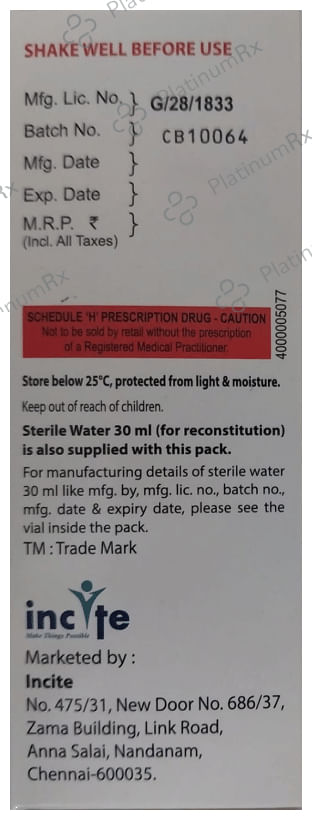 SHAKE WELL BEFORE USE
Mfg. Lic. No. } G/28/1833
Batch No. } CB10064
Mfg. Date }
Exp. Date }
M.R.P. ₹ }
(Incl. All Taxes)
SCHEDULE 'H' PRESCRIPTION DRUG - CAUTION
Not to be sold by retail without the prescription
of a Registered Medical Practitioner.
4000005077
Store below 25°C, protected from light & moisture.
Keep out of reach of children.
Sterile Water 30 ml (for reconstitution)
is also supplied with this pack.
For manufacturing details of sterile water
30 ml like mfg. by, mfg. lic. no., batch no.,
mfg. date & expiry date, please see the
vial inside the pack.
TM : Trade Mark
incite
Make Things Possible
Marketed by :
Incite
No. 475/31, New Door No. 686/37,
Zama Building, Link Road,
Anna Salai, Nandanam,
Chennai-600035.
PlatinumRx
PlatinumRx
PlatinumRx